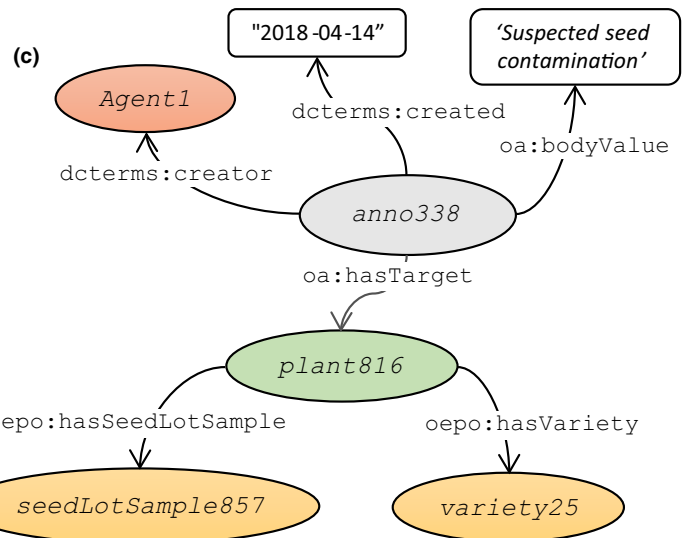 (c)
"2018-04-14”
‘Suspected seed
contamination’
Agent1
dcterms:created
oa:bodyValue
dcterms:creator
anno338
oa:hasTarget
plant816
epo:hasSeedLotSample
oepo:hasVariety
seedLotSample857
variety25